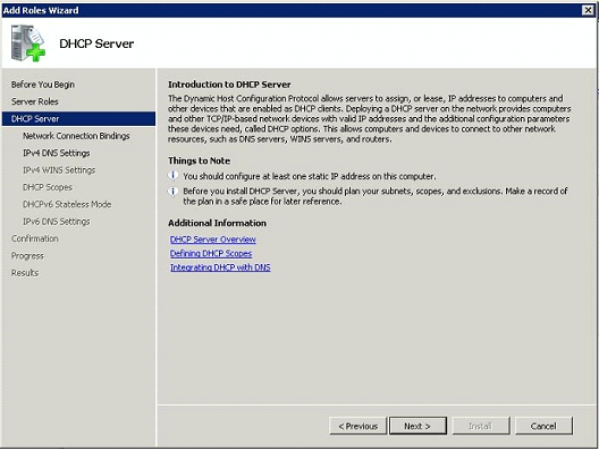 Add Roles Wizard
DHCP Server
Before You Begin
Server Roles
DHCP Server
Network Connection Bindings
IPv4 DNS Settings
IPv4 WINS Settings
DHCP Scopes
DHCPv6 Stateless Mode
IPv6 DNS Settings
Confirmation
Progress
Results
Introduction to DHCP Server
The Dynamic Host Configuration Protocol allows servers to assign, or lease, IP addresses to computers and
other devices that are enabled as DHCP clients. Deploying a DHCP server on the network provides computers
and other TCP/IP-based network devices with valid IP addresses and the additional configuration parameters
these devices need, called DHCP options. This allows computers and devices to connect to other network
resources, such as DNS servers, WINS servers, and routers.
Things to Note
You should configure at least one static IP address on this computer.
Before you install DHCP Server, you should plan your subnets, scopes, and exclusions. Make a record of
the plan in a safe place for later reference.
Additional Information
DHCP Server Overview
Defining DHCP Scopes
Integrating DHCP with DNS
< Previous
Next >
Install
Cancel